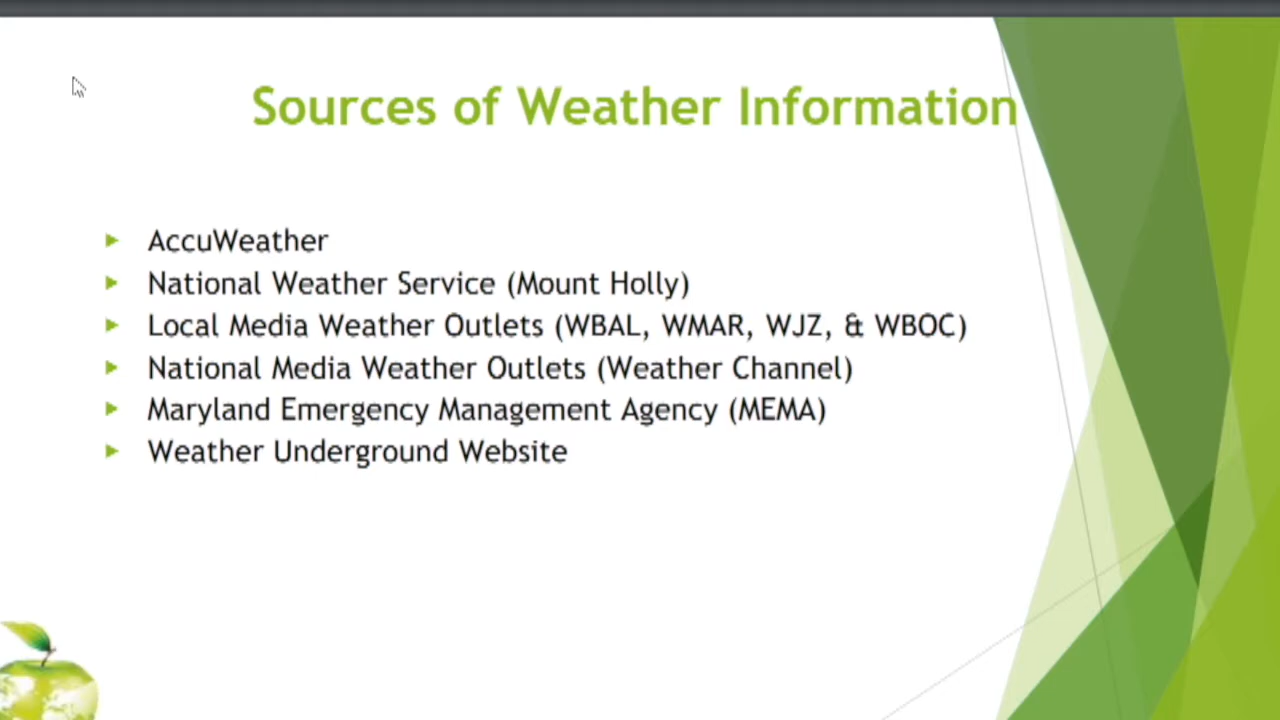 Sources of Weather Information
AccuWeather
National Weather Service (Mount Holly)
Local Media Weather Outlets (WBAL, WMAR, WJZ, & WBOC)
National Media Weather Outlets (Weather Channel)
Maryland Emergency Management Agency (MEMA)
Weather Underground Website